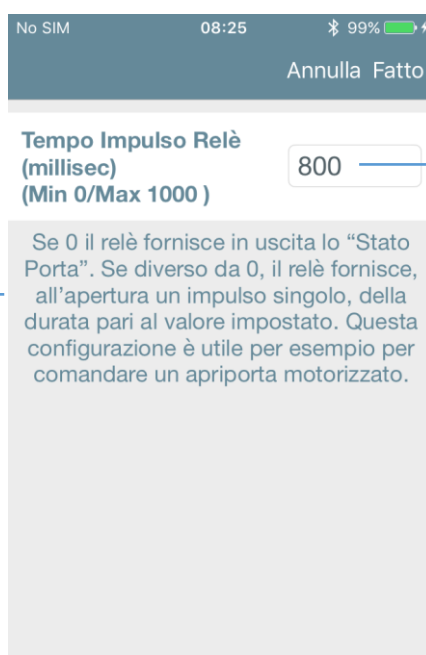 No SIM 08:25 99%
Annulla Fatto
Tempo Impulso Relè
(millisec)
(Min 0/Max 1000 )
800
Se 0 il relè fornisce in uscita lo “Stato
Porta”. Se diverso da 0, il relè fornisce,
all’apertura un impulso singolo, della
durata pari al valore impostato. Questa
configurazione è utile per esempio per
comandare un apriporta motorizzato.